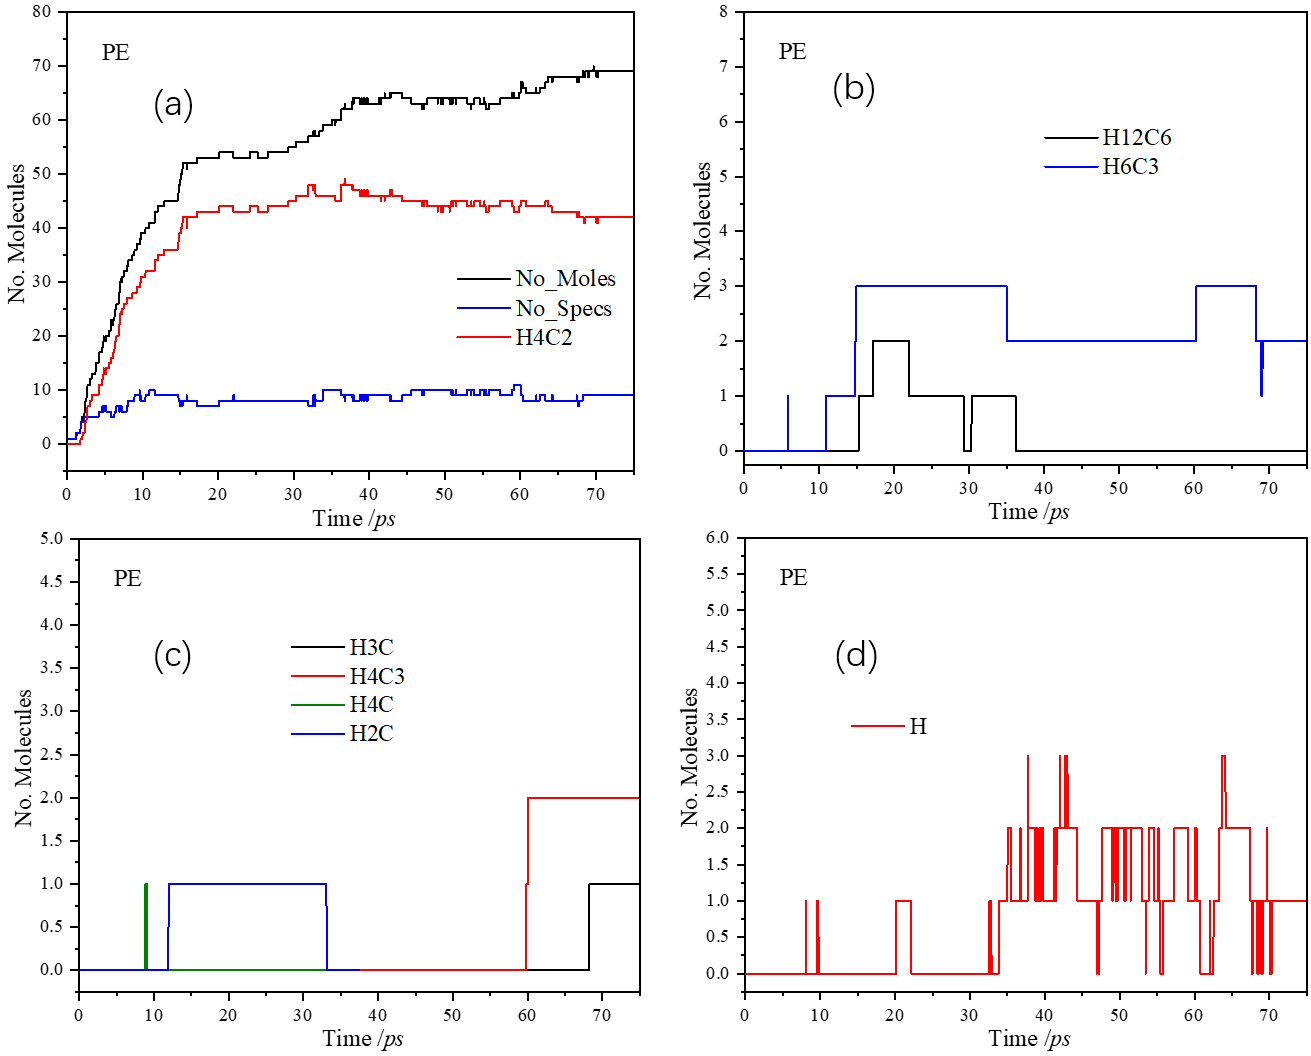 80
70
60
50
40
30
20
10
0
No. Molecules
PE
(a)
No_Moles
No_Specs
H4C2
0 10 20 30 40 50 60 70
Time /ps
8
7
6
5
4
3
2
1
0
No. Molecules
PE
(b)
H12C6
H6C3
0 10 20 30 40 50 60 70
Time /ps
5.0
4.5
4.0
3.5
3.0
2.5
2.0
1.5
1.0
0.5
0.0
No. Molecules
PE
(c)
H3C
H4C3
H4C
H2C
0 10 20 30 40 50 60 70
Time /ps
6.0
5.5
5.0
4.5
4.0
3.5
3.0
2.5
2.0
1.5
1.0
0.5
0.0
No. Molecules
PE
(d)
H
0 10 20 30 40 50 60 70
Time /ps